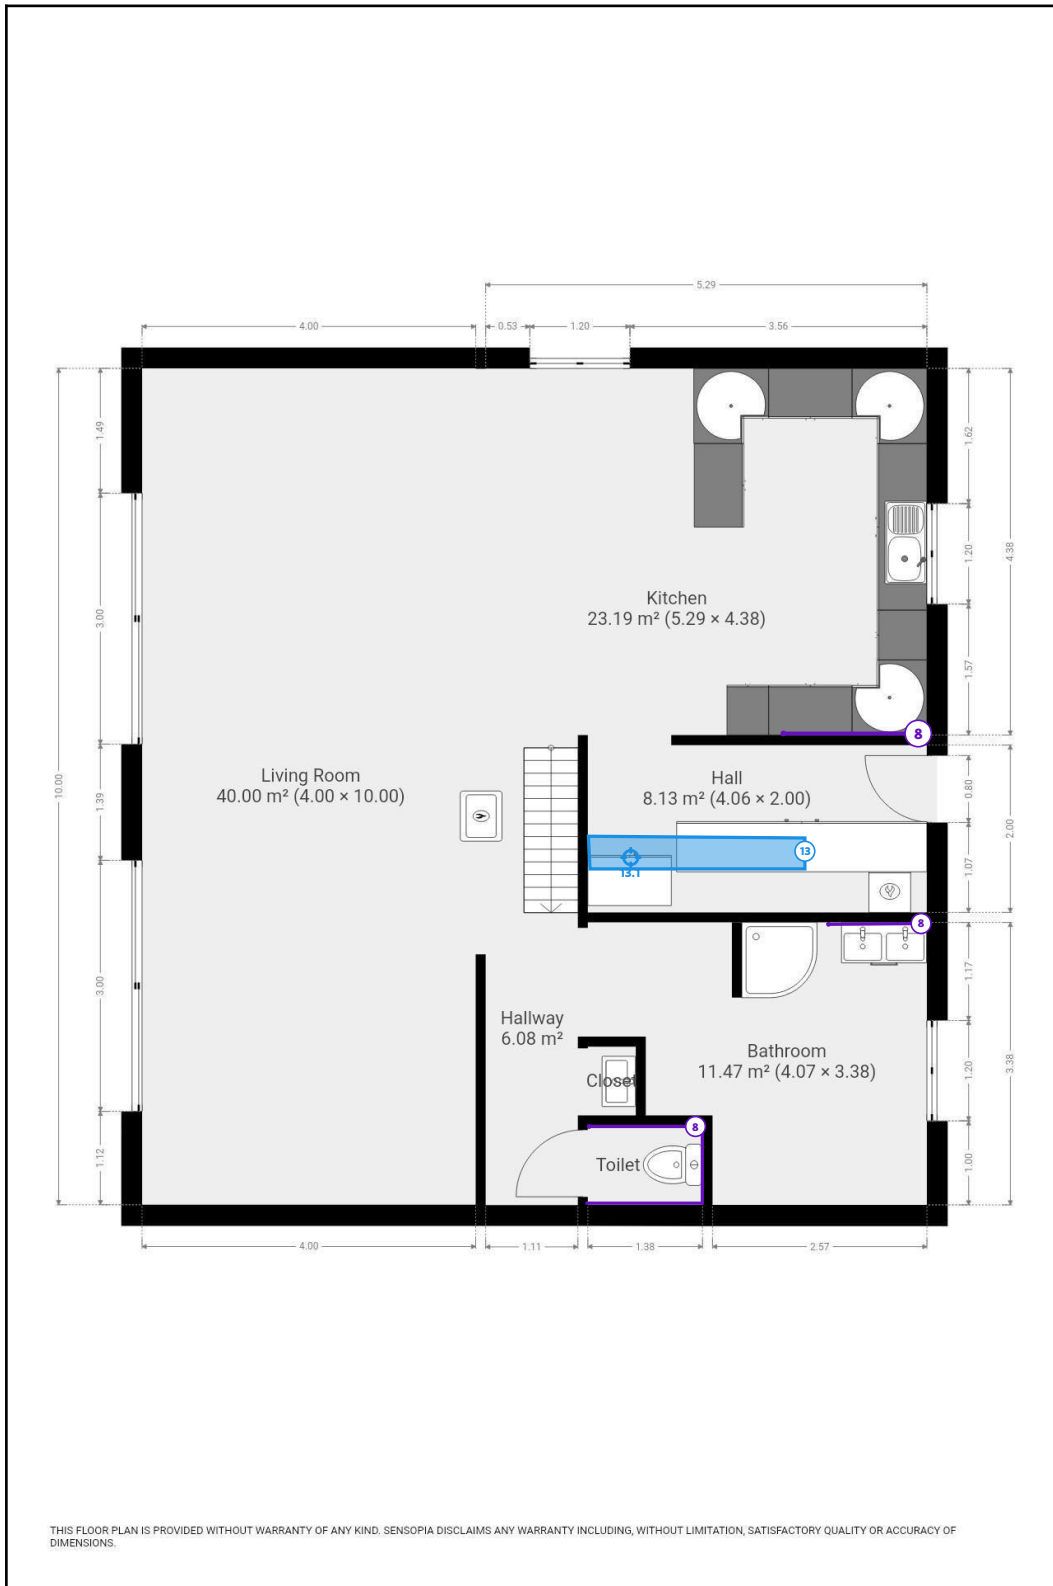 5.29
4.00
0.53
1.20
3.56
1.49
1.62
3.00
1.20
4.38
Kitchen
23.19 m² (5.29 × 4.38)
1.57
8
10.00
1.39
Living Room
40.00 m² (4.00 × 10.00)
Hall
8.13 m² (4.06 × 2.00)
0.80
2.00
13
13.1
1.07
8
3.00
1.17
Hallway
6.08 m²
Bathroom
11.47 m² (4.07 × 3.38)
1.20
3.38
Closet
8
1.12
Toilet
1.00
4.00
1.11
1.38
2.57
THIS FLOOR PLAN IS PROVIDED WITHOUT WARRANTY OF ANY KIND. SENSOPIA DISCLAIMS ANY WARRANTY INCLUDING, WITHOUT LIMITATION, SATISFACTORY QUALITY OR ACCURACY OF
DIMENSIONS.